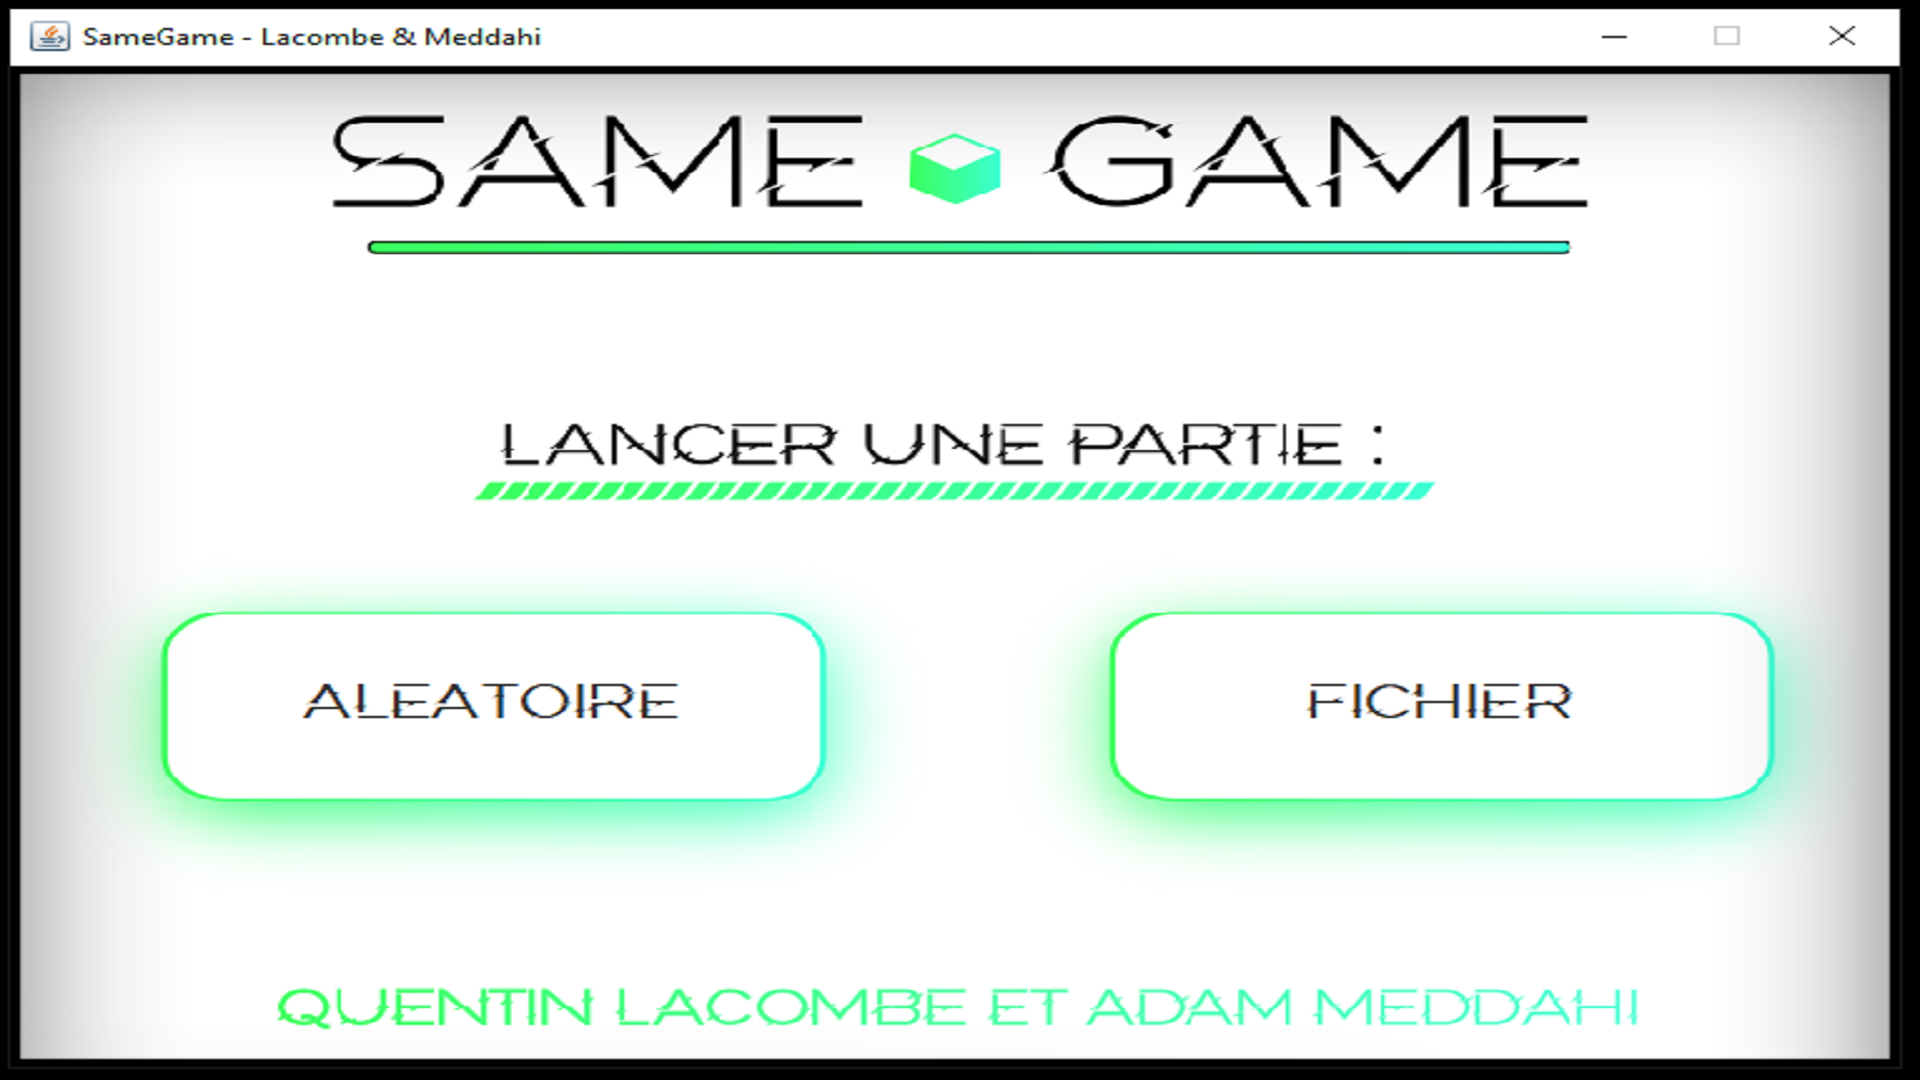 SameGame - Lacombe & Meddahi
SAME GAME
LANCER UNE PARTIE :
ALEATOIRE
FICHIER
QUENTIN LACOMBE ET ADAM MEDDAHI